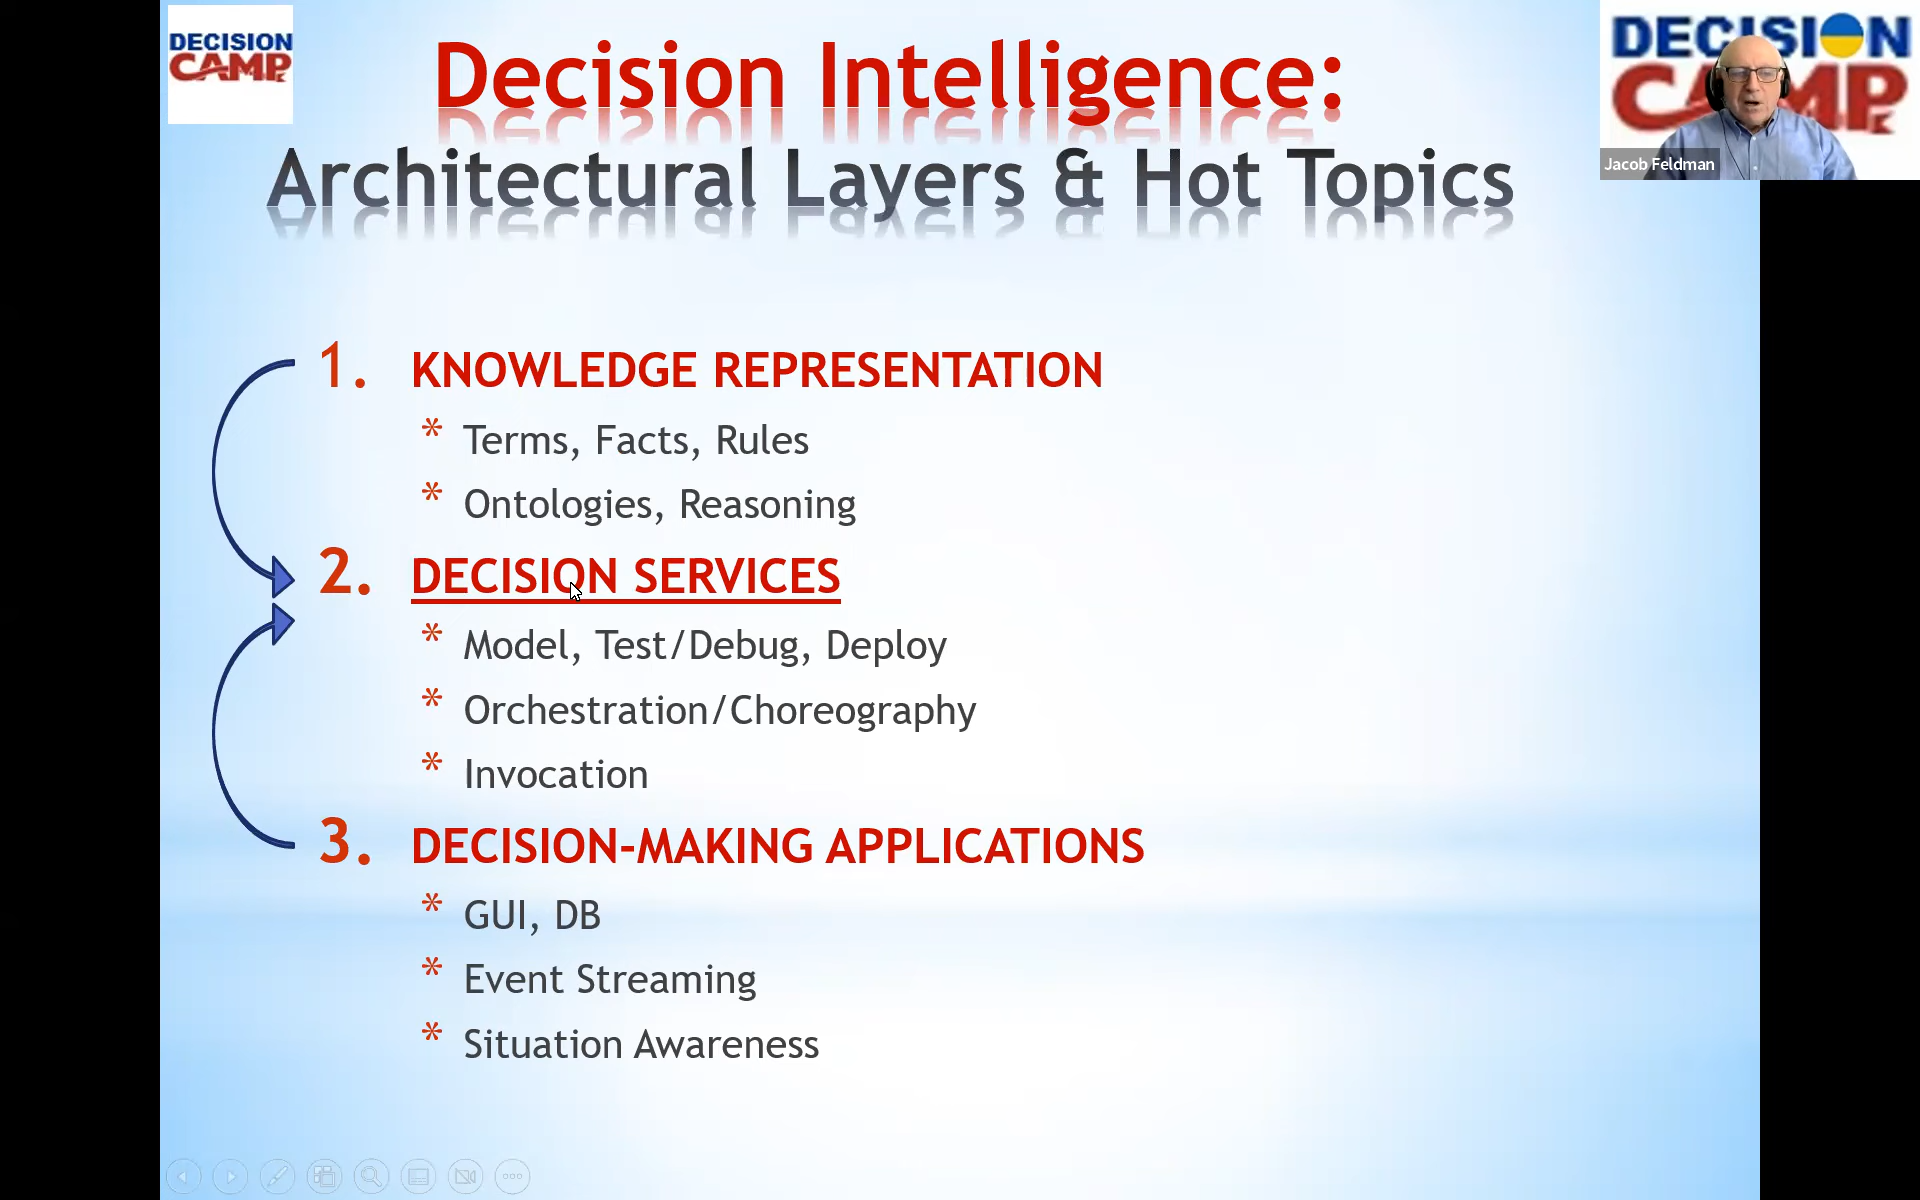 DECISION
CAMP
Decision Intelligence:
Architectural Layers & Hot Topics
DECISION
CAMP
Jacob Feldman
1. KNOWLEDGE REPRESENTATION
* Terms, Facts, Rules
* Ontologies, Reasoning
2. DECISION SERVICES
* Model, Test/Debug, Deploy
* Orchestration/Choreography
* Invocation
3. DECISION-MAKING APPLICATIONS
* GUI, DB
* Event Streaming
* Situation Awareness